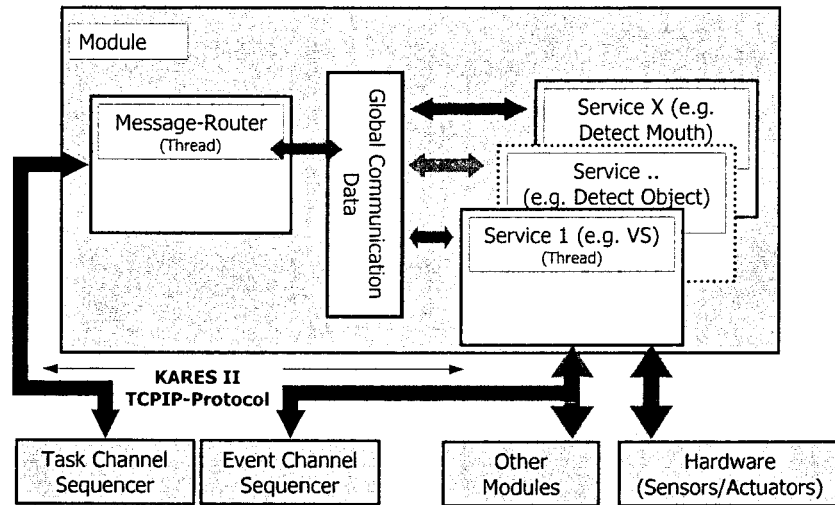 Module
Message-Router
(Thread)
Global Communication
Data
Service X (e.g.
Detect Mouth)
Service ..
(e.g. Detect Object)
Service 1 (e.g. VS)
(Thread)
KARES II
TCPIP-Protocol
Task Channel
Sequencer
Event Channel
Sequencer
Other
Modules
Hardware
(Sensors/Actuators)